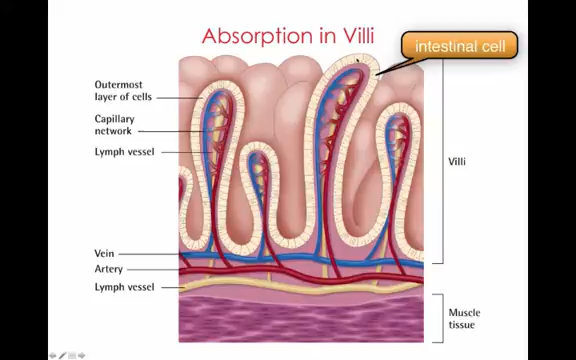 Absorption in Villi
intestinal cell
Outermost
layer of cells
Capillary
network
Lymph vessel
Villi
Vein
Artery
Lymph vessel
Muscle
tissue